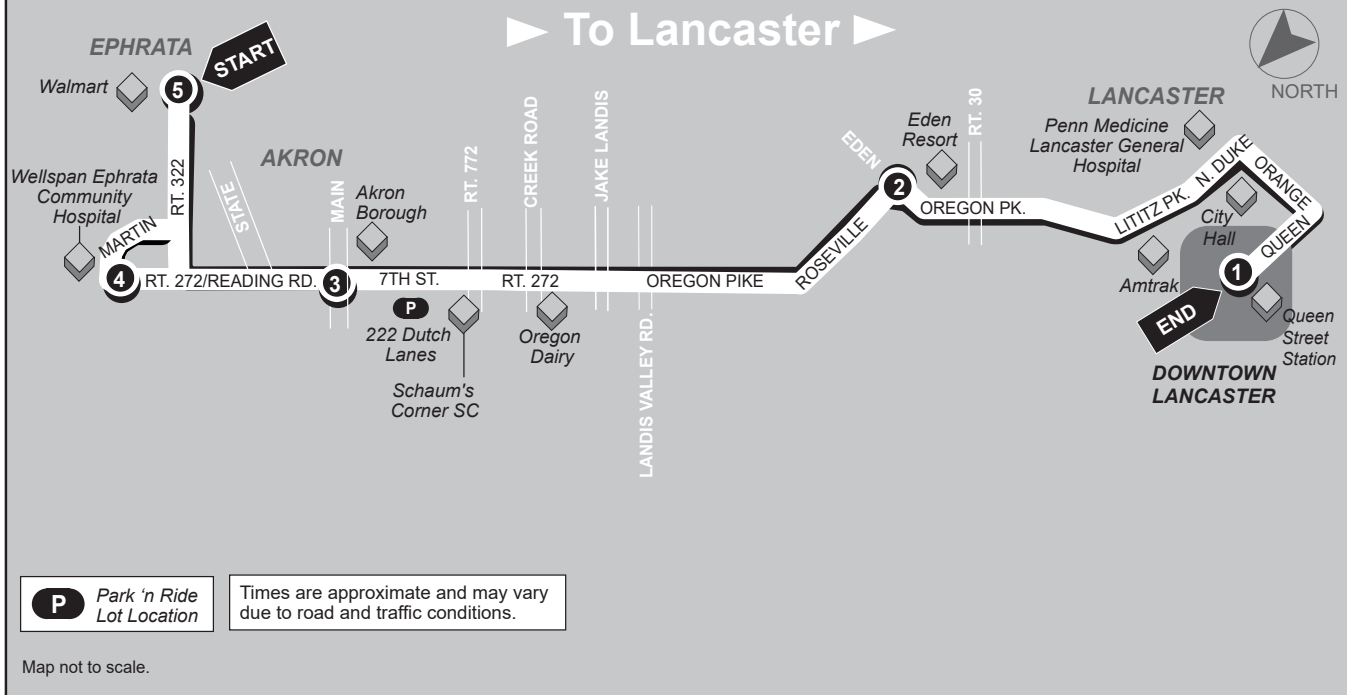 To Lancaster
NORTH
EPHRATA
START
Walmart
5
RT. 322
Wellspan Ephrata
Community
Hospital
MARTIN
4
RT. 272/READING RD.
STATE
AKRON
MAIN
3
Akron
Borough
7TH ST.
P
222 Dutch
Lanes
Schaum's
Corner SC
RT. 772
CREEK ROAD
RT. 272
Oregon
Dairy
JAKE LANDIS
LANDIS VALLEY RD.
OREGON PIKE
ROSEVILLE
EDEN
2
Eden
Resort
OREGON PK.
RT. 30
LANCASTER
Penn Medicine
Lancaster General
Hospital
LITITZ PK.
N. DUKE
ORANGE
QUEEN
City
Hall
Amtrak
1
END
Queen
Street
Station
DOWNTOWN
LANCASTER
P
Park ‘n Ride
Lot Location
Times are approximate and may vary
due to road and traffic conditions.
Map not to scale.